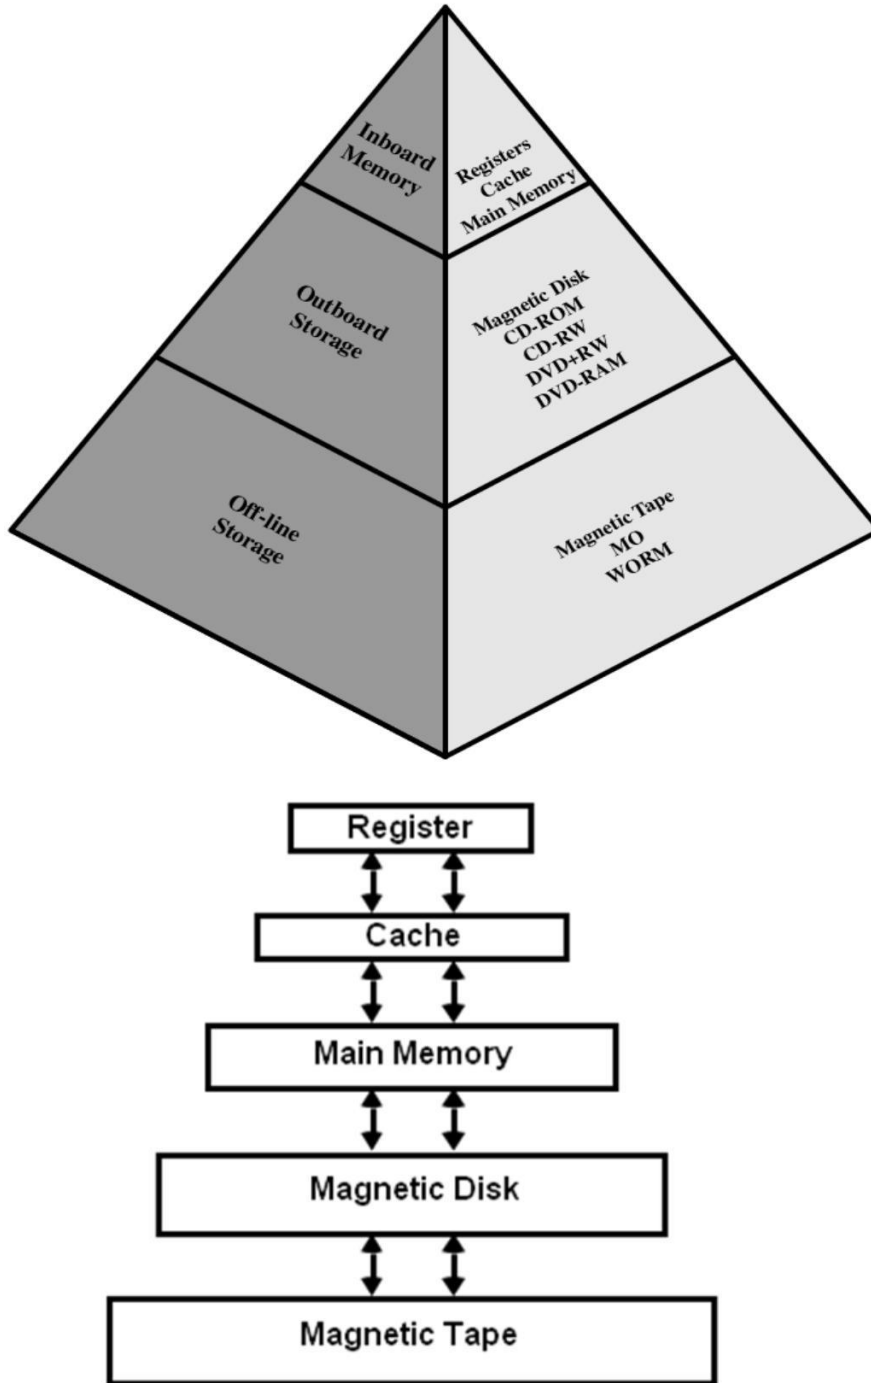 Inboard
Memory
Registers
Cache
Main Memory
Outboard
Storage
Magnetic Disk
CD-ROM
CD-RW
DVD+RW
DVD-RAM
Off-line
Storage
Magnetic Tape
MO
WORM
Register
Cache
Main Memory
Magnetic Disk
Magnetic Tape